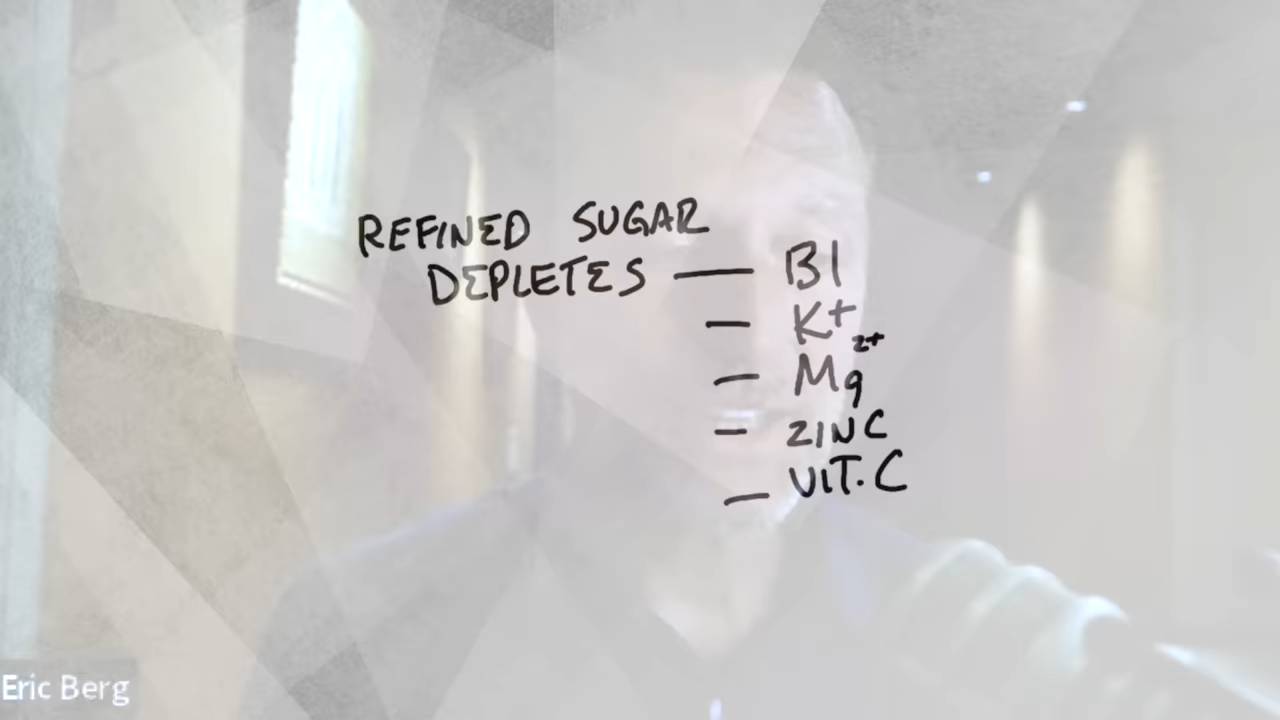 REFINED SUGAR
DEPLETES — B1
— K+
— Mg2+
— ZINC
— VIT. C
Eric Berg